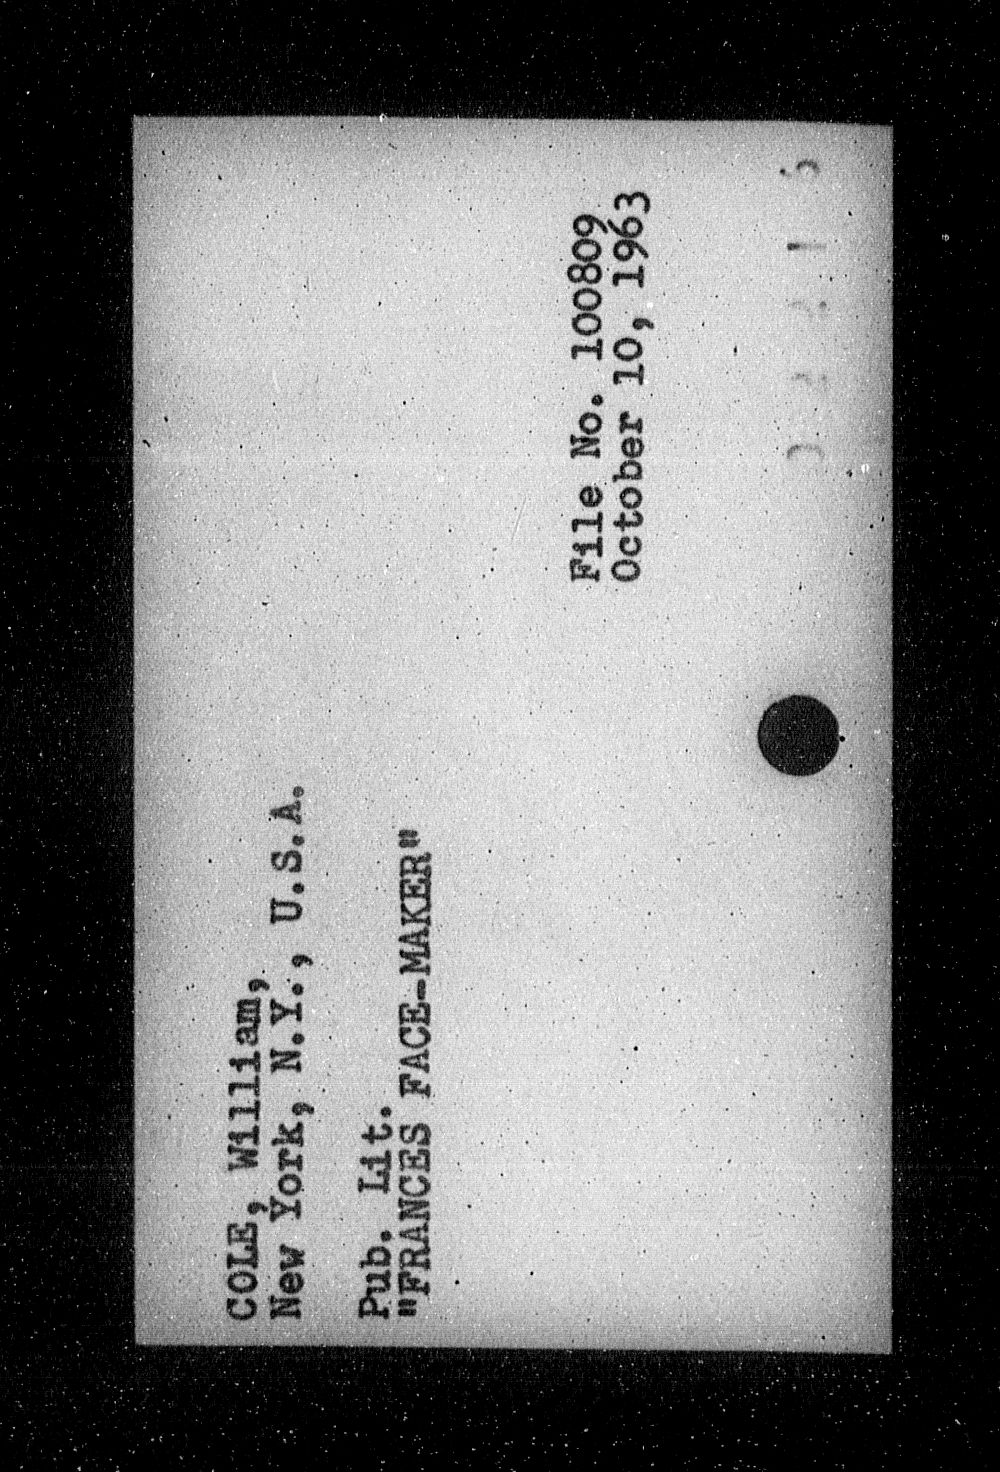 COLE, William,
New York, N.Y., U.S.A.
Pub. Lit.
"FRANCES FACE-MAKER"
File No. 100809
October 10, 1963